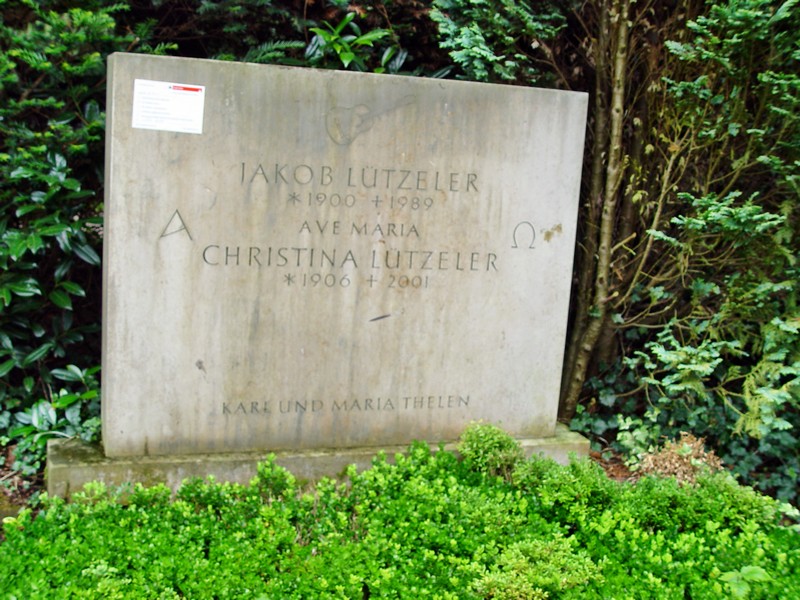 JAKOB LÜTZELER
*1900 +1989
AVE MARIA
A
Ω
CHRISTINA LÜTZELER
*1906 +2001
KARL UND MARIA THELEN